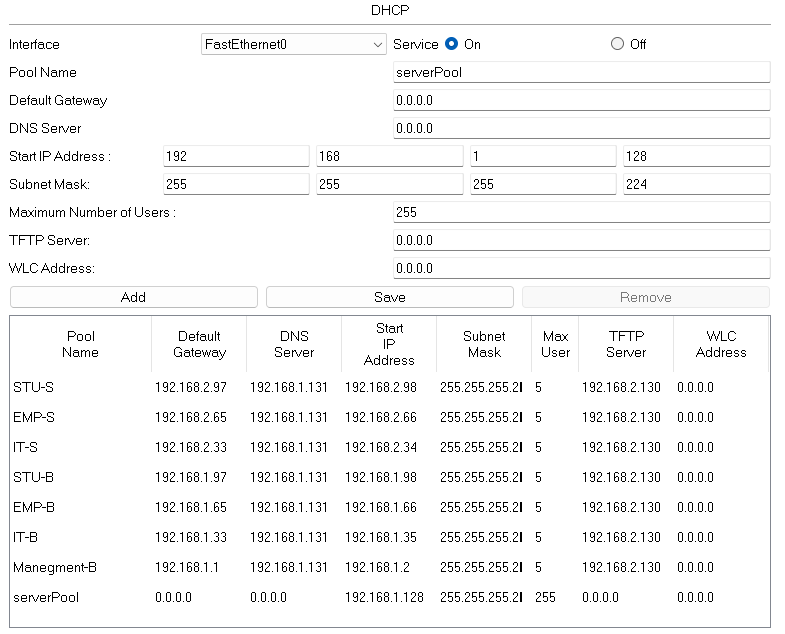 DHCP
Interface FastEthernet0 Service On Off
Pool Name serverPool
Default Gateway 0.0.0.0
DNS Server 0.0.0.0
Start IP Address : 192 168 1 128
Subnet Mask: 255 255 255 224
Maximum Number of Users : 255
TFTP Server: 0.0.0.0
WLC Address: 0.0.0.0
Add Save Remove
Pool Name Default Gateway DNS Server Start IP Address Subnet Mask Max User TFTP Server WLC Address
STU-S 192.168.2.97 192.168.1.131 192.168.2.98 255.255.255.2 5 192.168.2.130 0.0.0.0
EMP-S 192.168.2.65 192.168.1.131 192.168.2.66 255.255.255.2 5 192.168.2.130 0.0.0.0
IT-S 192.168.2.33 192.168.1.131 192.168.2.34 255.255.255.2 5 192.168.2.130 0.0.0.0
STU-B 192.168.1.97 192.168.1.131 192.168.1.98 255.255.255.2 5 192.168.2.130 0.0.0.0
EMP-B 192.168.1.65 192.168.1.131 192.168.1.66 255.255.255.2 5 192.168.2.130 0.0.0.0
IT-B 192.168.1.33 192.168.1.131 192.168.1.35 255.255.255.2 5 192.168.2.130 0.0.0.0
Manegment-B 192.168.1.1 192.168.1.131 192.168.1.2 255.255.255.2 5 192.168.2.130 0.0.0.0
serverPool 0.0.0.0 0.0.0.0 192.168.1.128 255.255.255.2 255 0.0.0.0 0.0.0.0